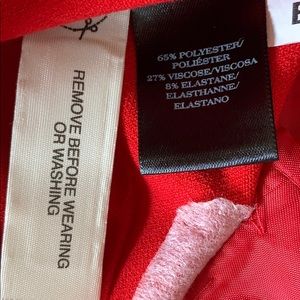 REMOVE BEFORE WEARING
OR WASHING
65% POLYESTER/
POLIÉSTER
27% VISCOSE/VISCOSA
8% ELASTANE/
ELASTHANNE/
ELASTANO